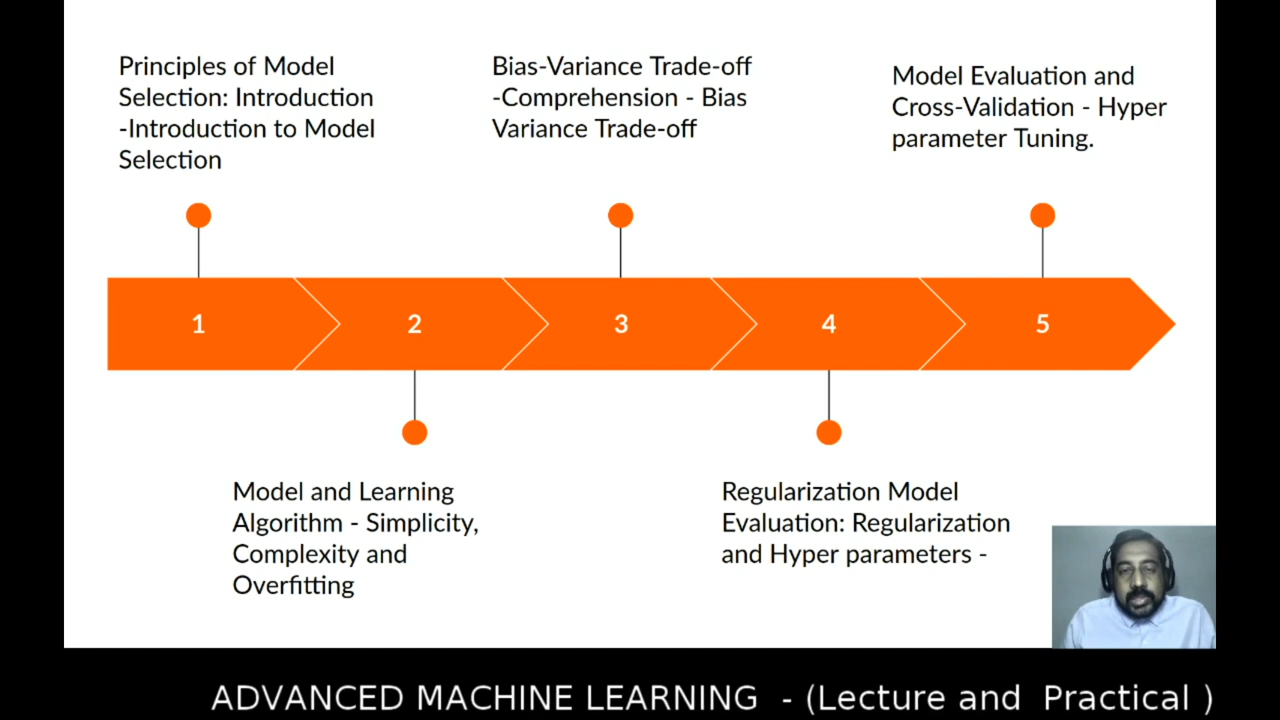 Principles of Model
Selection: Introduction
-Introduction to Model
Selection
Bias-Variance Trade-off
-Comprehension - Bias
Variance Trade-off
Model Evaluation and
Cross-Validation - Hyper
parameter Tuning.
1
2
3
4
5
Model and Learning
Algorithm - Simplicity,
Complexity and
Overfitting
Regularization Model
Evaluation: Regularization
and Hyper parameters -
ADVANCED MACHINE LEARNING - (Lecture and Practical )